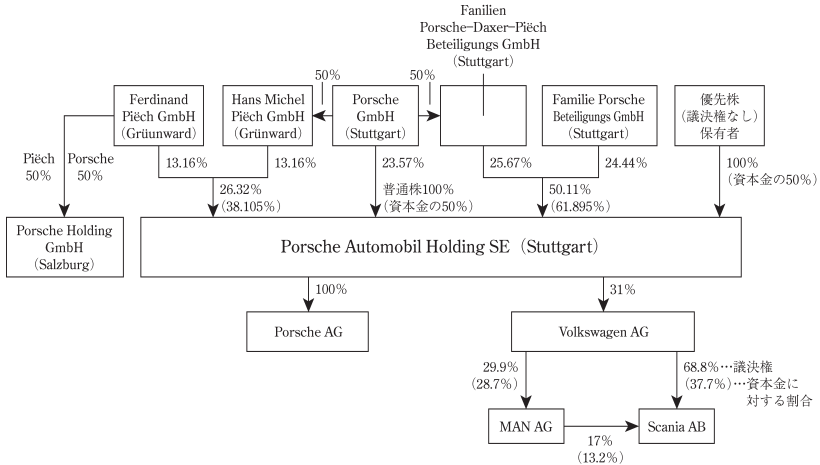 Fanilien
Porsche-Daxer-Piëch
Beteiligungs GmbH
(Stuttgart)
50%
50%
Ferdinand
Piëch GmbH
(Grüunward)
Hans Michel
Piëch GmbH
(Grünward)
Porsche
GmbH
(Stuttgart)
Familie Porsche
Beteiligungs GmbH
(Stuttgart)
優先株
(議決権なし)
保有者
Piëch
50%
Porsche
50%
13.16%
13.16%
23.57%
25.67%
24.44%
100%
(資本金の50%)
26.32%
(38.105%)
普通株100%
(資本金の50%)
50.11%
(61.895%)
Porsche Holding
GmbH
(Salzburg)
Porsche Automobil Holding SE (Stuttgart)
100%
31%
Porsche AG
Volkswagen AG
29.9%
(28.7%)
68.8%…議決権
(37.7%)…資本金に
対する割合
MAN AG
Scania AB
17%
(13.2%)